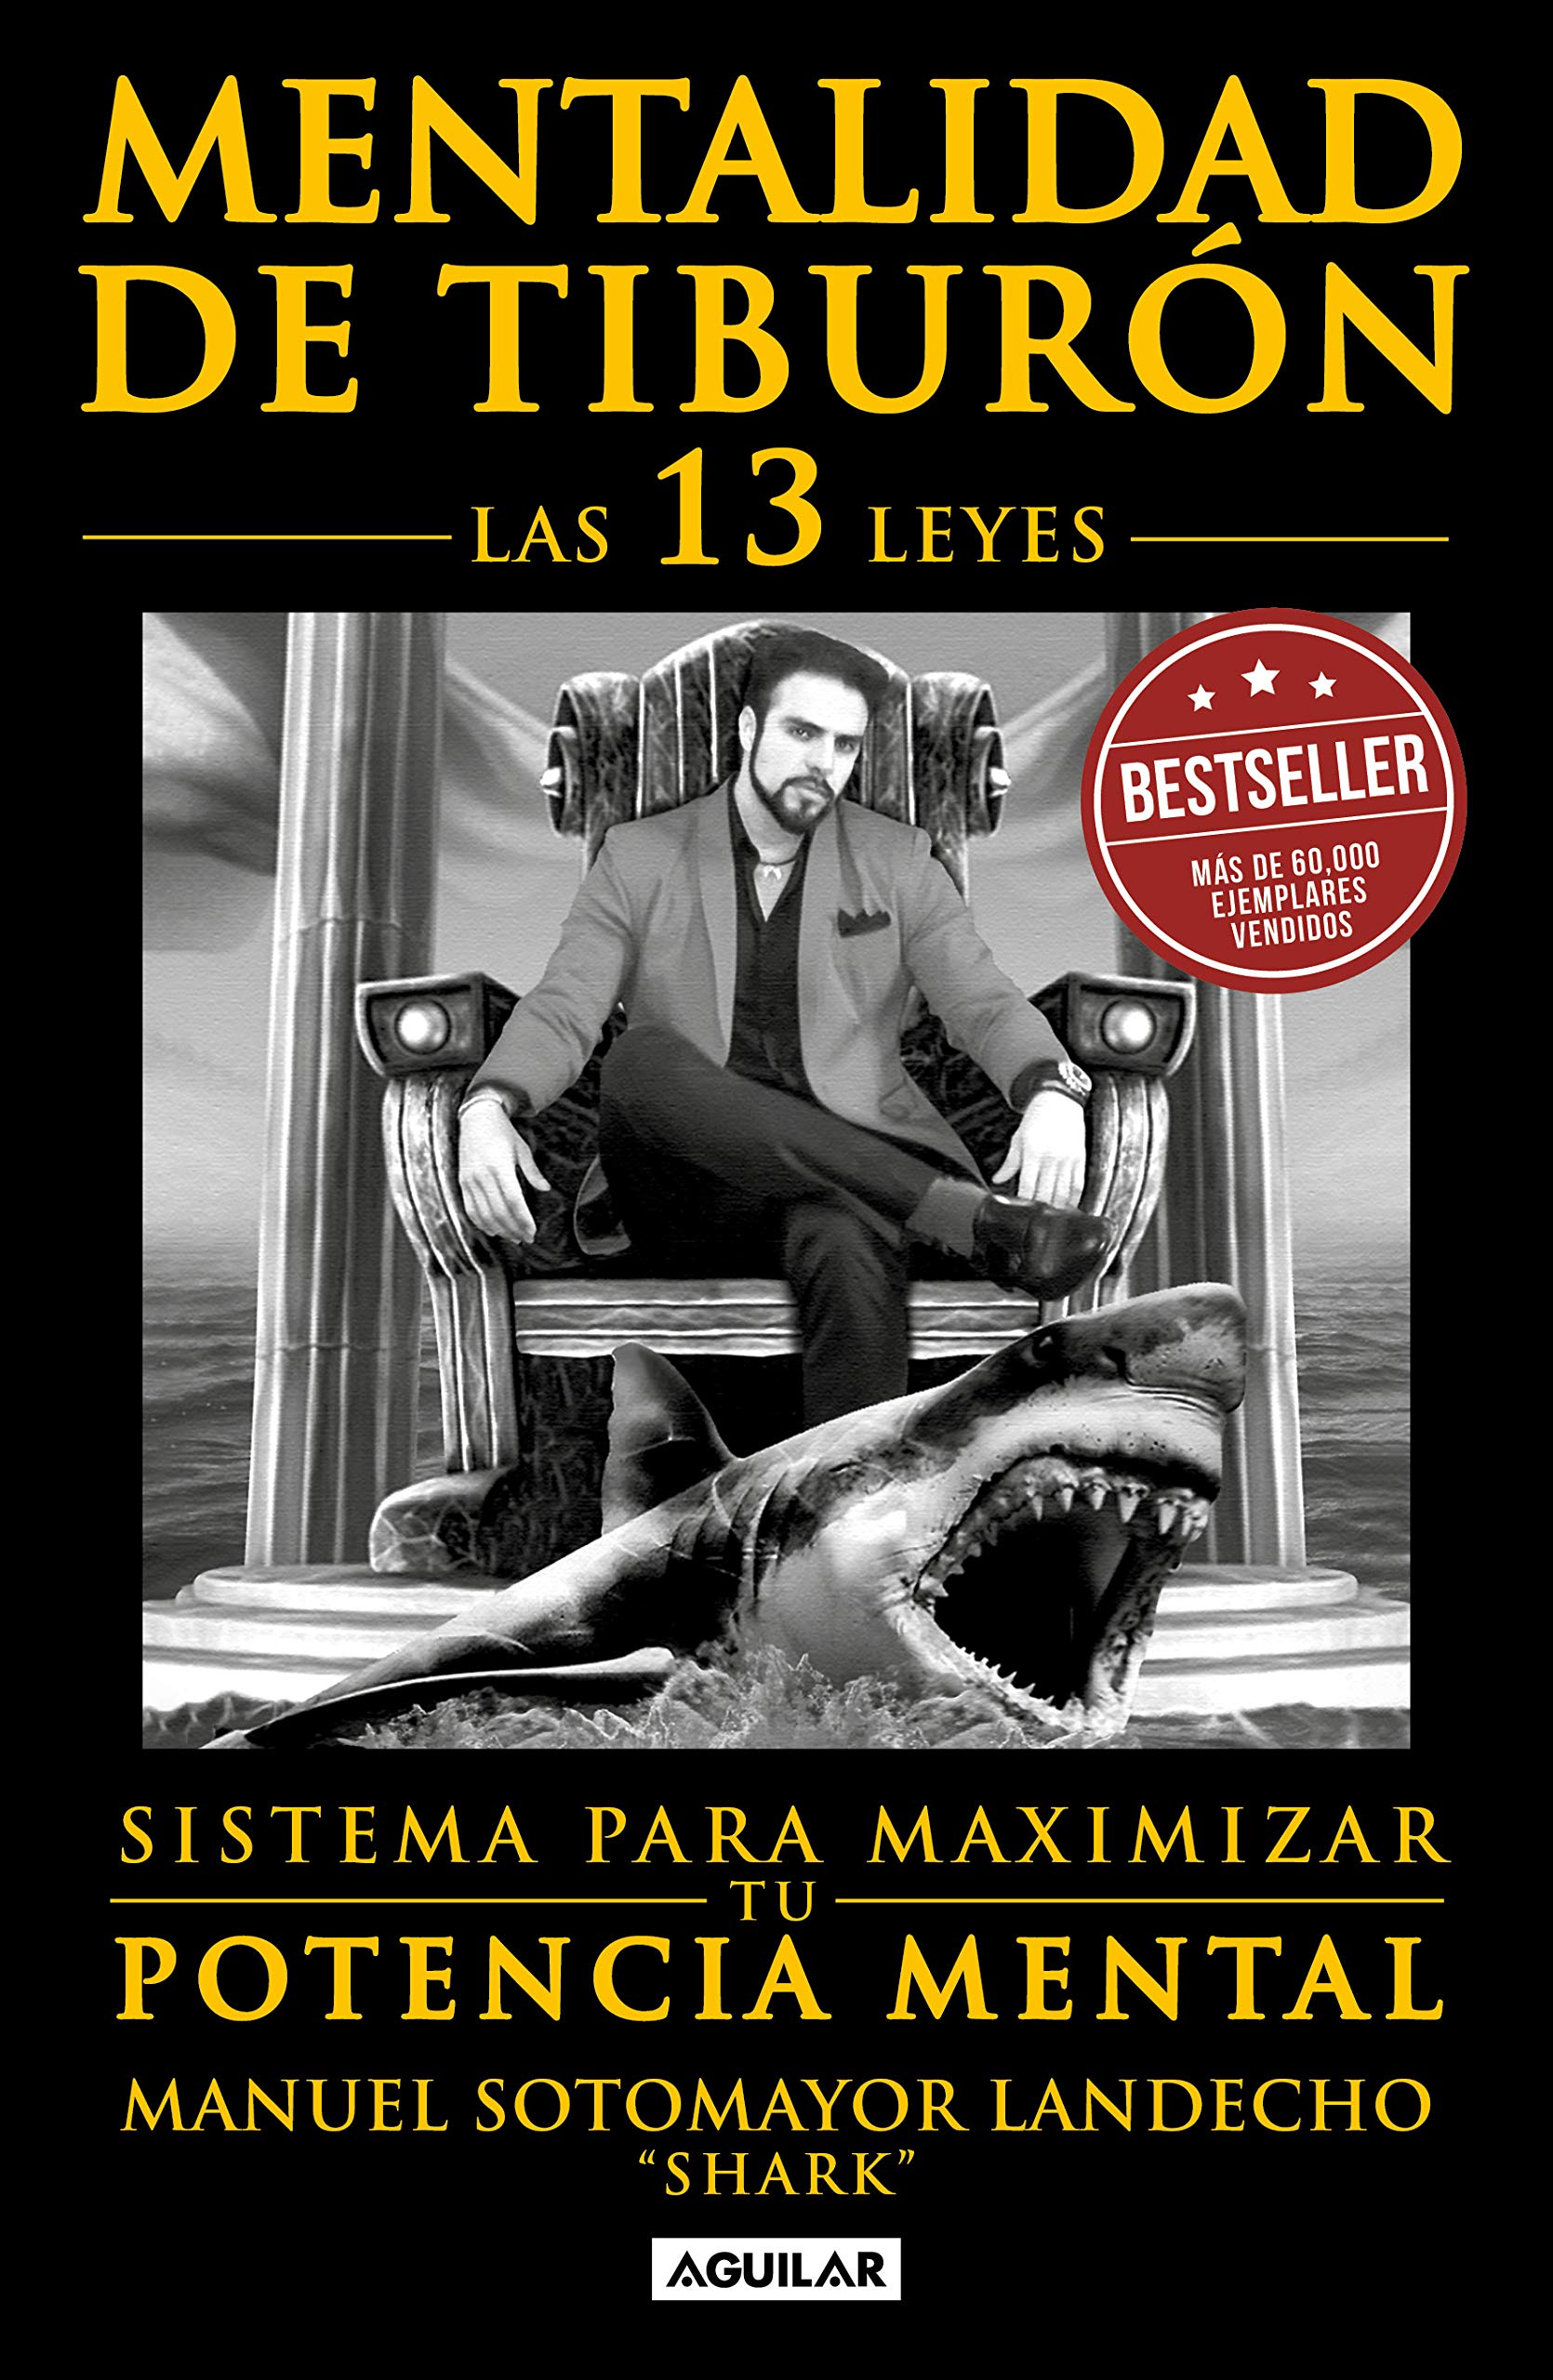 MENTALIDAD
DE TIBURÓN
LAS 13 LEYES
BESTSELLER
MÁS DE 60,000
EJEMPLARES
VENDIDOS
SISTEMA PARA MAXIMIZAR
TU
POTENCIA MENTAL
MANUEL SOTOMAYOR LANDECHO
“SHARK”
AGUILAR